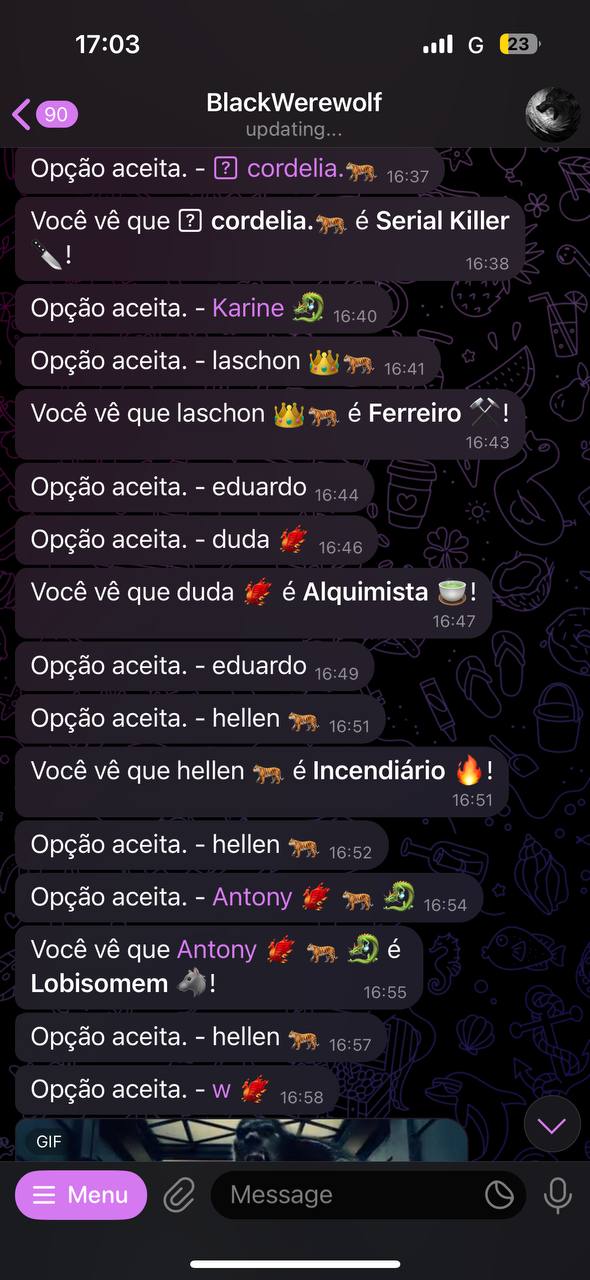 17:03
G
23
90
BlackWerewolf
updating...
Opção aceita. - ? cordelia.🐅 16:37
Você vê que ? cordelia.🐅 é Serial Killer
🔪!
16:38
Opção aceita. - Karine 🐉 16:40
Opção aceita. - laschon 👑🐅 16:41
Você vê que laschon 👑🐅 é Ferreiro ⚒️!
16:43
Opção aceita. - eduardo 16:44
Opção aceita. - duda 🐲 16:46
Você vê que duda 🐲 é Alquimista 🍵!
16:47
Opção aceita. - eduardo 16:49
Opção aceita. - hellen 🐅 16:51
Você vê que hellen 🐅 é Incendiário 🔥!
16:51
Opção aceita. - hellen 🐅 16:52
Opção aceita. - Antony 🐲 🐅 🐉 16:54
Você vê que Antony 🐲 🐅 🐉 é
Lobisomem 🐺!
16:55
Opção aceita. - hellen 🐅 16:57
Opção aceita. - w 🐲 16:58
GIF
Menu
Message